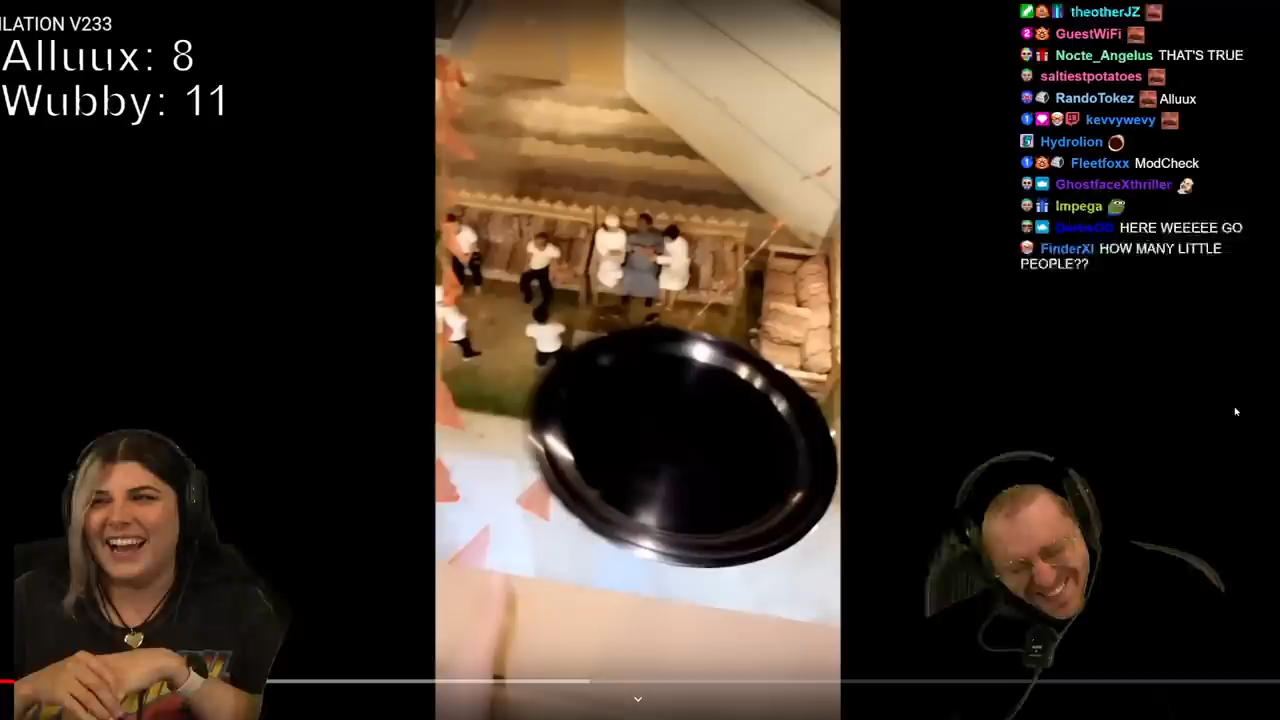 ILATION V233
Alluux: 8
Wubby: 11
theotherJZ
GuestWiFi
Nocte_Angelus THAT'S TRUE
saltiestpotatoes
RandoTokez Alluux
kevvywevy
Hydrolion
Fleetfoxx ModCheck
GhostfaceXthriller
Impega
HERE WEEEEE GO
FinderXI HOW MANY LITTLE
PEOPLE??